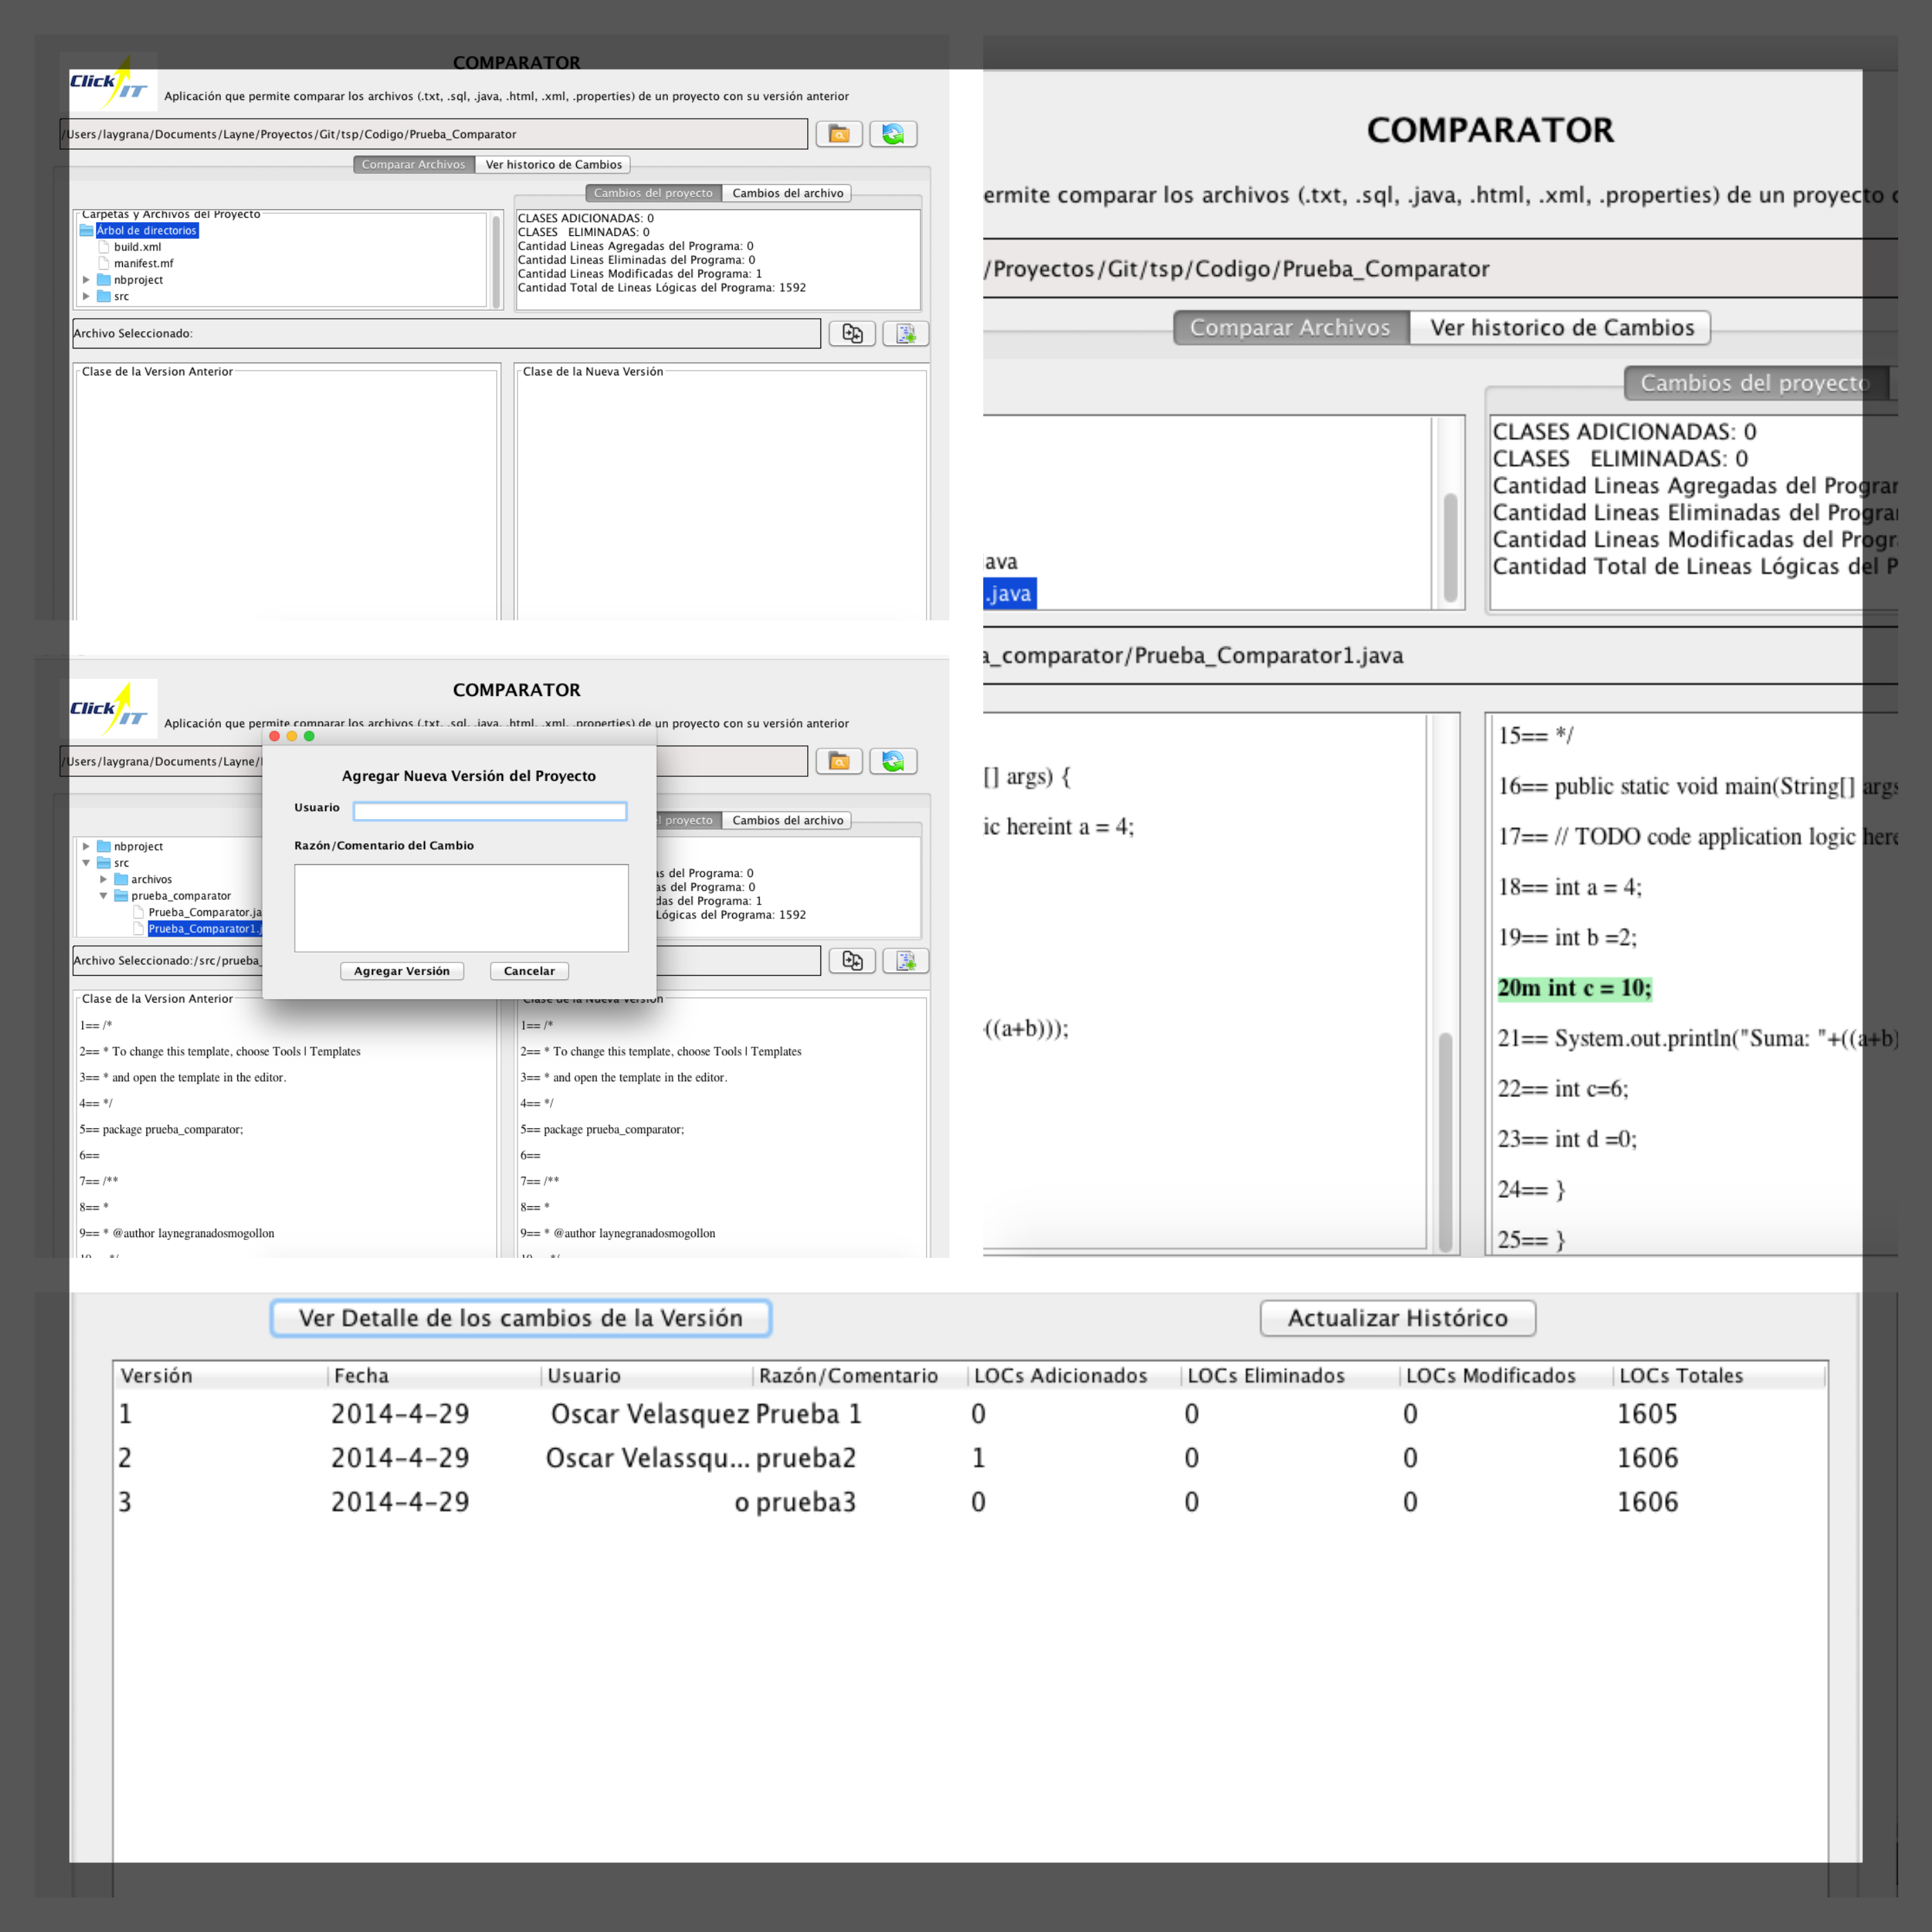 COMPARATOR
Click IT
Aplicación que permite comparar los archivos (.txt, .sql, .java, .html, .xml, .properties) de un proyecto con su versión anterior
/Users/laygrana/Documents/Layne/Proyectos/Git/tsp/Codigo/Prueba_Comparator
Comparar Archivos Ver historico de Cambios
Cambios del proyecto Cambios del archivo
Carpetas y Archivos del Proyecto
Árbol de directorios
build.xml
manifest.mf
nbproject
src
CLASES ADICIONADAS: 0
CLASES ELIMINADAS: 0
Cantidad Lineas Agregadas del Programa: 0
Cantidad Lineas Eliminadas del Programa: 0
Cantidad Lineas Modificadas del Programa: 1
Cantidad Total de Lineas Lógicas del Programa: 1592
Archivo Seleccionado:
Clase de la Version Anterior
Clase de la Nueva Versión
COMPARATOR
ermite comparar los archivos (.txt, .sql, .java, .html, .xml, .properties) de un proyecto
/Proyectos/Git/tsp/Codigo/Prueba_Comparator
Comparar Archivos Ver historico de Cambios
Cambios del proyecto
ava
.java
CLASES ADICIONADAS: 0
CLASES ELIMINADAS: 0
Cantidad Lineas Agregadas del Prograr
Cantidad Lineas Eliminadas del Progra
Cantidad Lineas Modificadas del Progr
Cantidad Total de Lineas Lógicas del P
a_comparator/Prueba_Comparator1.java
[] args) {
ic hereint a = 4;
((a+b)));
15== */
16== public static void main(String[] args
17== // TODO code application logic here
18== int a = 4;
19== int b =2;
20m int c = 10;
21== System.out.println("Suma: "+((a+b)
22== int c=6;
23== int d =0;
24== }
25== }
COMPARATOR
Click IT
Aplicación que permite comparar los archivos (.txt, .sql, .java, .html, .xml, .properties) de un proyecto con su versión anterior
/Users/laygrana/Documents/Layne/
l proyecto Cambios del archivo
nbproject
src
archivos
prueba_comparator
Prueba_Comparator.ja
Prueba_Comparator1.j
as del Programa: 0
as del Programa: 0
das del Programa: 1
Lógicas del Programa: 1592
Agregar Nueva Versión del Proyecto
Usuario
Razón/Comentario del Cambio
Agregar Versión Cancelar
Archivo Seleccionado:/src/prueba_
Clase de la Version Anterior
1== /*
2== * To change this template, choose Tools | Templates
3== * and open the template in the editor.
4== */
5== package prueba_comparator;
6==
7== /**
8== *
9== * @author laynegranadosmogollon
10== */
Clase de la Nueva Versión
1== /*
2== * To change this template, choose Tools | Templates
3== * and open the template in the editor.
4== */
5== package prueba_comparator;
6==
7== /**
8== *
9== * @author laynegranadosmogollon
10== */
Ver Detalle de los cambios de la Versión Actualizar Histórico
Versión Fecha Usuario Razón/Comentario LOCs Adicionados LOCs Eliminados LOCs Modificados LOCs Totales
1 2014-4-29 Oscar Velasquez Prueba 1 0 0 0 1605
2 2014-4-29 Oscar Velassqu... prueba2 1 0 0 1606
3 2014-4-29 o prueba3 0 0 0 1606